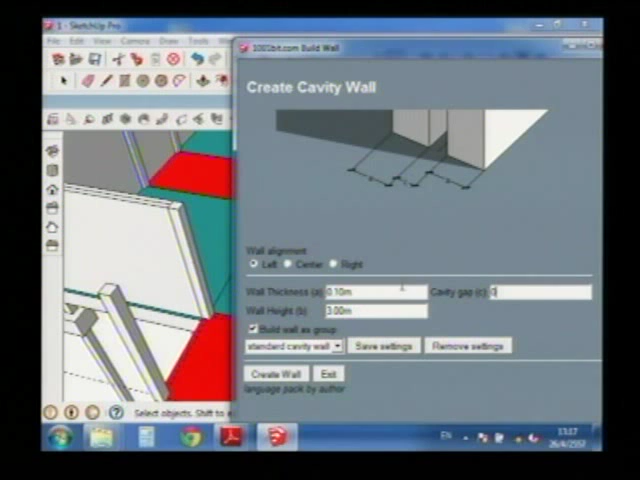 1 - SketchUp Pro
File Edit View Camera Draw Tools
1001bit.com Build Wall
Create Cavity Wall
Wall alignment
Left Center Right
Wall Thickness (a) 0.10m Cavity gap (c) 0
Wall Height (b) 3.00m
Build wall as group
standard cavity wall Save settings Remove settings
Create Wall Exit
language pack by author
Select objects. Shift to
EN 13:17
26/4/2557